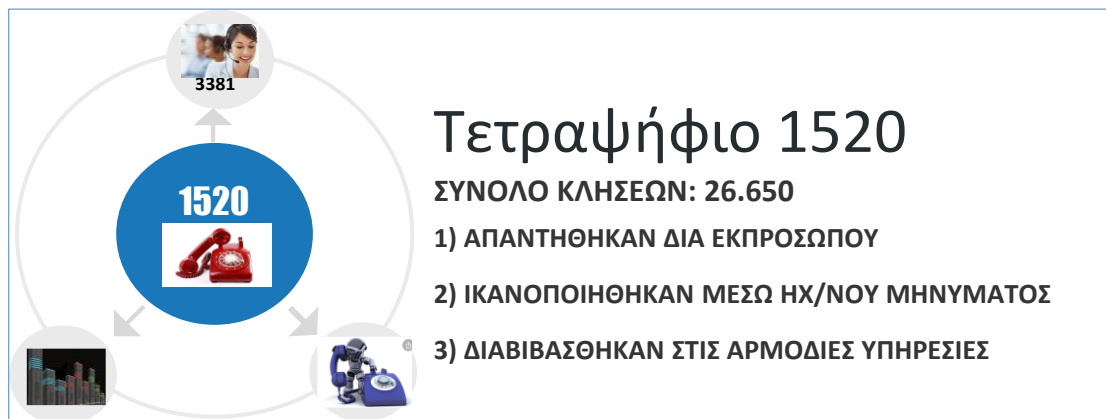 3381
1520
Τετραψήφιο 1520
ΣΥΝΟΛΟ ΚΛΗΣΕΩΝ: 26.650
1) ΑΠΑΝΤΗΘΗΚΑΝ ΔΙΑ ΕΚΠΡΟΣΩΠΟΥ
2) ΙΚΑΝΟΠΟΙΗΘΗΚΑΝ ΜΕΣΩ ΗΧ/ΝΟΥ ΜΗΝΥΜΑΤΟΣ
3) ΔΙΑΒΙΒΑΣΘΗΚΑΝ ΣΤΙΣ ΑΡΜΟΔΙΕΣ ΥΠΗΡΕΣΙΕΣ